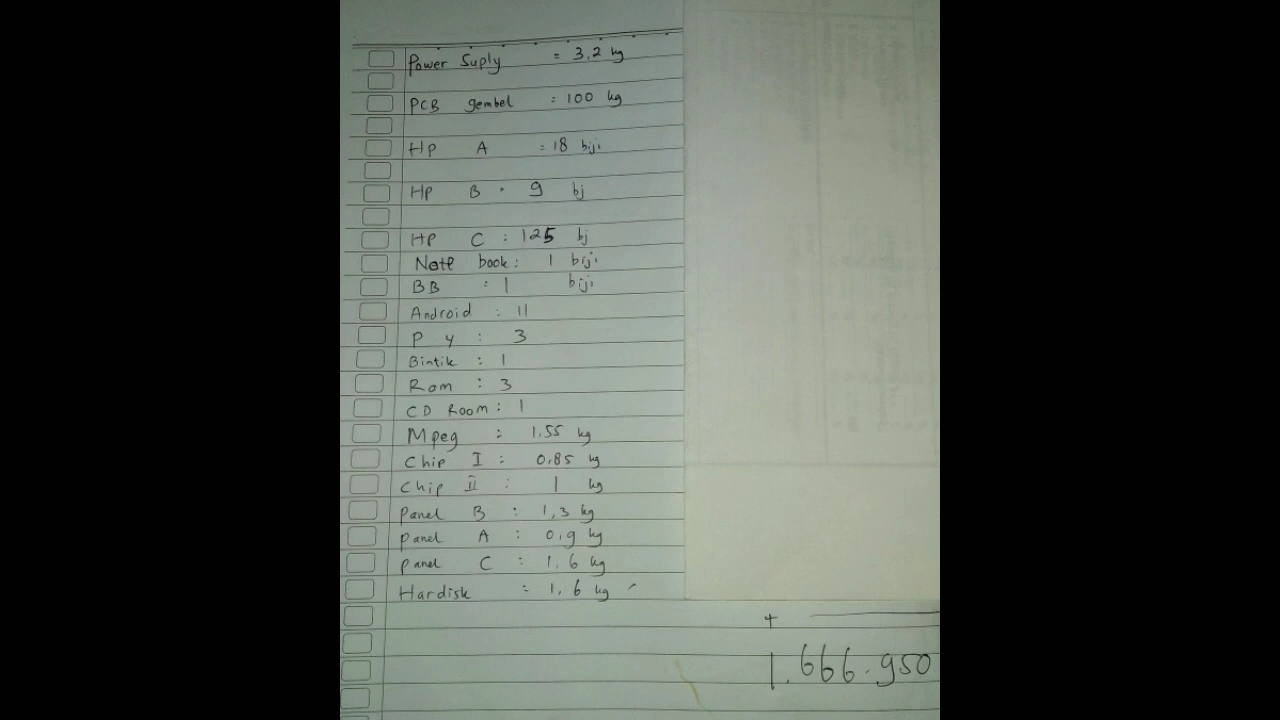 Power Suply = 3,2 kg
PCB gembel : 100 kg
Hp A : 18 biji
Hp B . 9 bj
HP C : 125 bj
Note book : 1 biji
BB : 1 biji
Android : 11
P 4 : 3
Bintik : 1
Ram : 3
CD Room : 1
Mpeg : 1.55 kg
Chip I : 0,85 kg
Chip II : 1 kg
Panel B : 1,3 kg
Panel A : 0,9 kg
Panel C : 1,6 kg
Hardisk : 1,6 kg
+
1.666.950